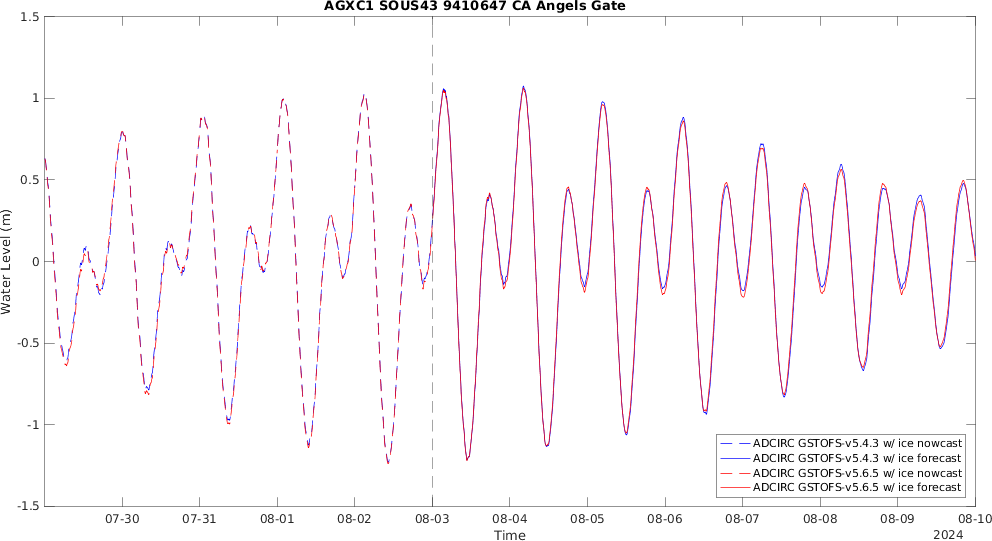 AGXC1 SOUS43 9410647 CA Angels Gate
1.5
1
0.5
0
-0.5
-1
-1.5
Water Level (m)
07-30 07-31 08-01 08-02 08-03 08-04 08-05 08-06 08-07 08-08 08-09 08-10
Time
2024
ADCIRC GSTOFS-v5.4.3 w/ ice nowcast
ADCIRC GSTOFS-v5.4.3 w/ ice forecast
ADCIRC GSTOFS-v5.6.5 w/ ice nowcast
ADCIRC GSTOFS-v5.6.5 w/ ice forecast